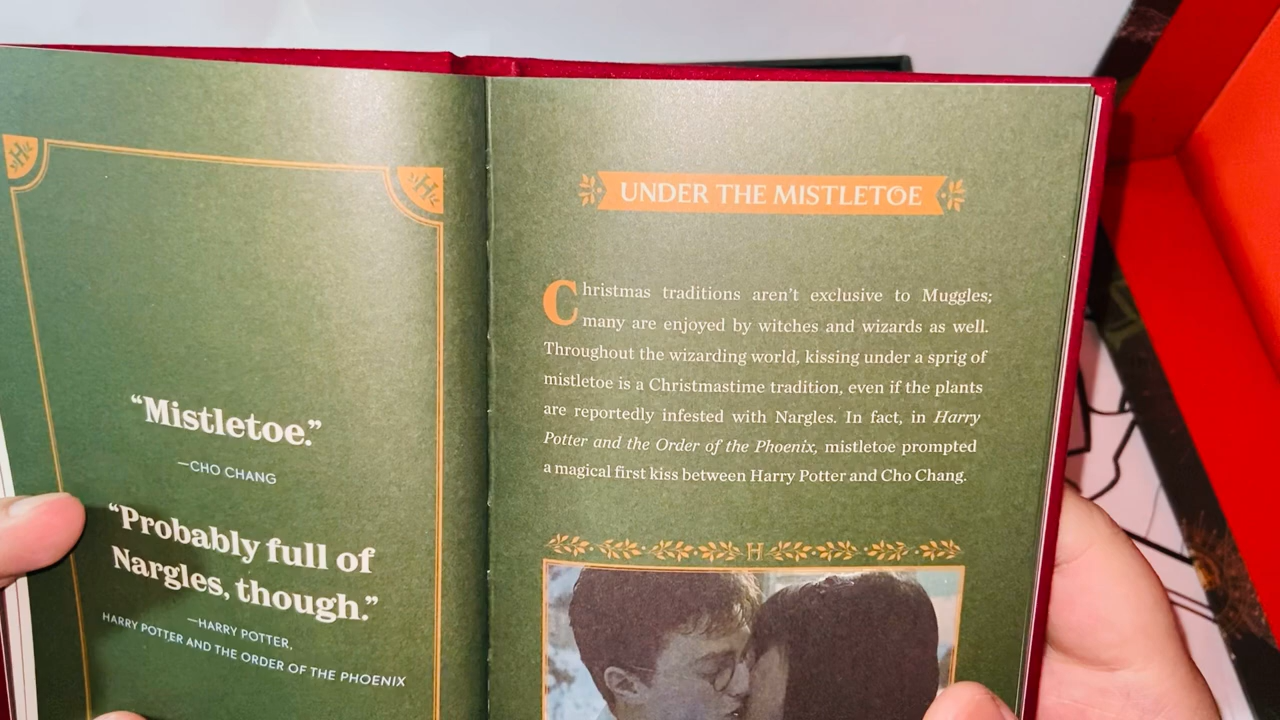 “Mistletoe.”
—CHO CHANG
“Probably full of
Nargles, though.”
—HARRY POTTER,
HARRY POTTER AND THE ORDER OF THE PHOENIX
UNDER THE MISTLETOE
Christmas traditions aren’t exclusive to Muggles;
many are enjoyed by witches and wizards as well.
Throughout the wizarding world, kissing under a sprig of
mistletoe is a Christmastime tradition, even if the plants
are reportedly infested with Nargles. In fact, in Harry
Potter and the Order of the Phoenix, mistletoe prompted
a magical first kiss between Harry Potter and Cho Chang.
H
H
H